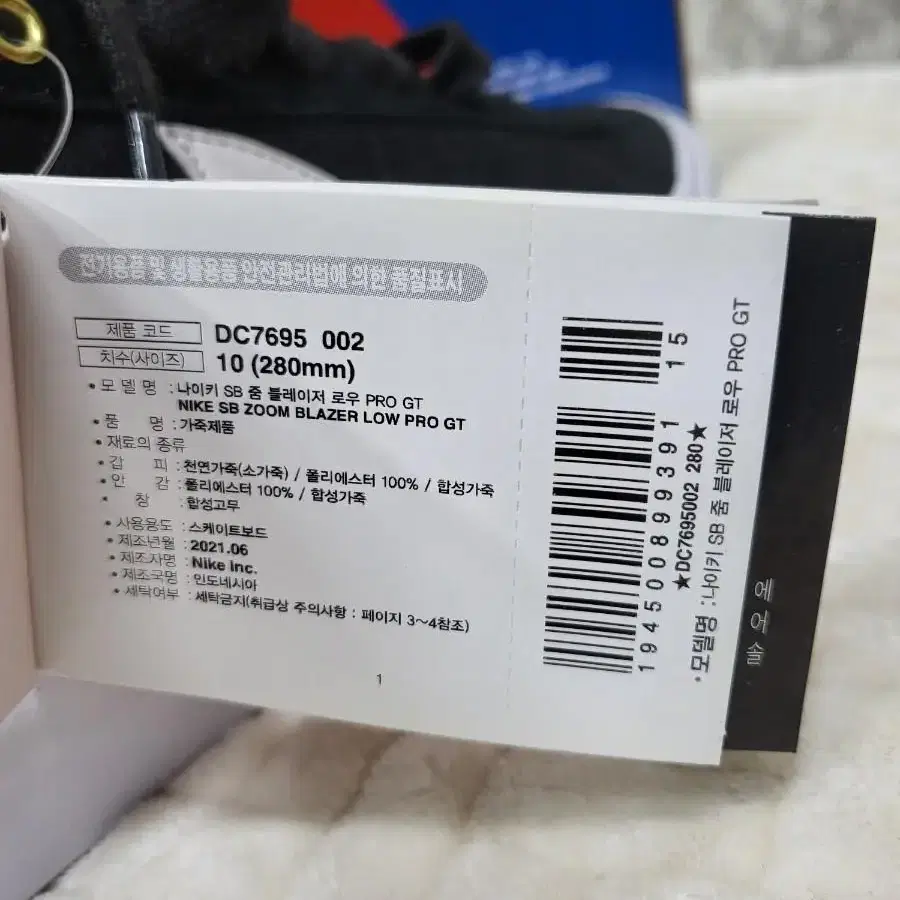 전기용품 및 생활용품 안전관리법에 의한 품질표시
제품 코드 DC7695 002
치수(사이즈) 10 (280mm)
• 모 델 명 : 나이키 SB 줌 블레이저 로우 PRO GT
NIKE SB ZOOM BLAZER LOW PRO GT
• 품 명 : 가죽제품
• 재료의 종류
• 갑 피 : 천연가죽(소가죽) / 폴리에스터 100% / 합성가죽
• 안 감 : 폴리에스터 100% / 합성가죽
• 창 : 합성고무
• 사용용도 : 스케이트보드
• 제조년월 : 2021.06
• 제조자명 : Nike Inc.
• 제조국명 : 인도네시아
• 세탁여부 : 세탁금지(취급상 주의사항 : 페이지 3~4참조)
1
15
194500899391
★DC7695002 280★
• 모델명 : 나이키 SB 줌 블레이저 로우 PRO GT
에어솔